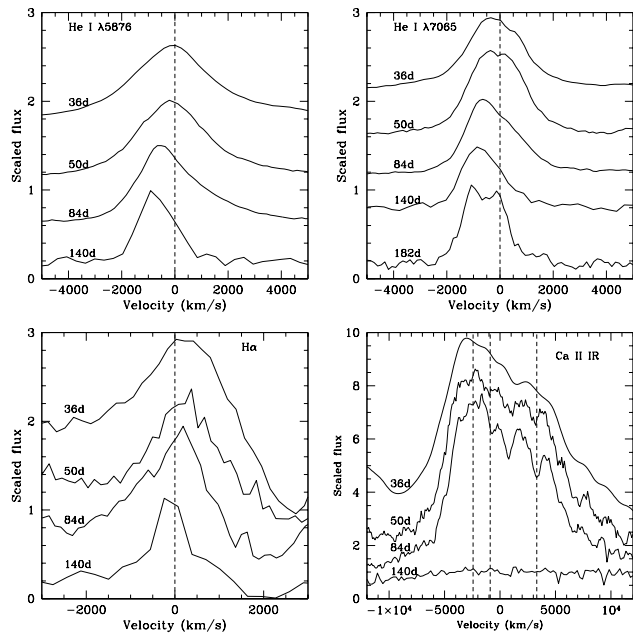 He I λ5876
36d
50d
84d
140d
Scaled flux
0
1
2
3
−4000
−2000
0
2000
4000
Velocity (km/s)
He I λ7065
36d
50d
84d
140d
182d
Scaled flux
0
1
2
3
−4000
−2000
0
2000
4000
Velocity (km/s)
Hα
36d
50d
84d
140d
Scaled flux
0
1
2
3
−2000
0
2000
Velocity (km/s)
Ca II IR
36d
50d
84d
140d
Scaled flux
0
2
4
6
8
10
−1×10⁴
−5000
0
5000
10⁴
Velocity (km/s)